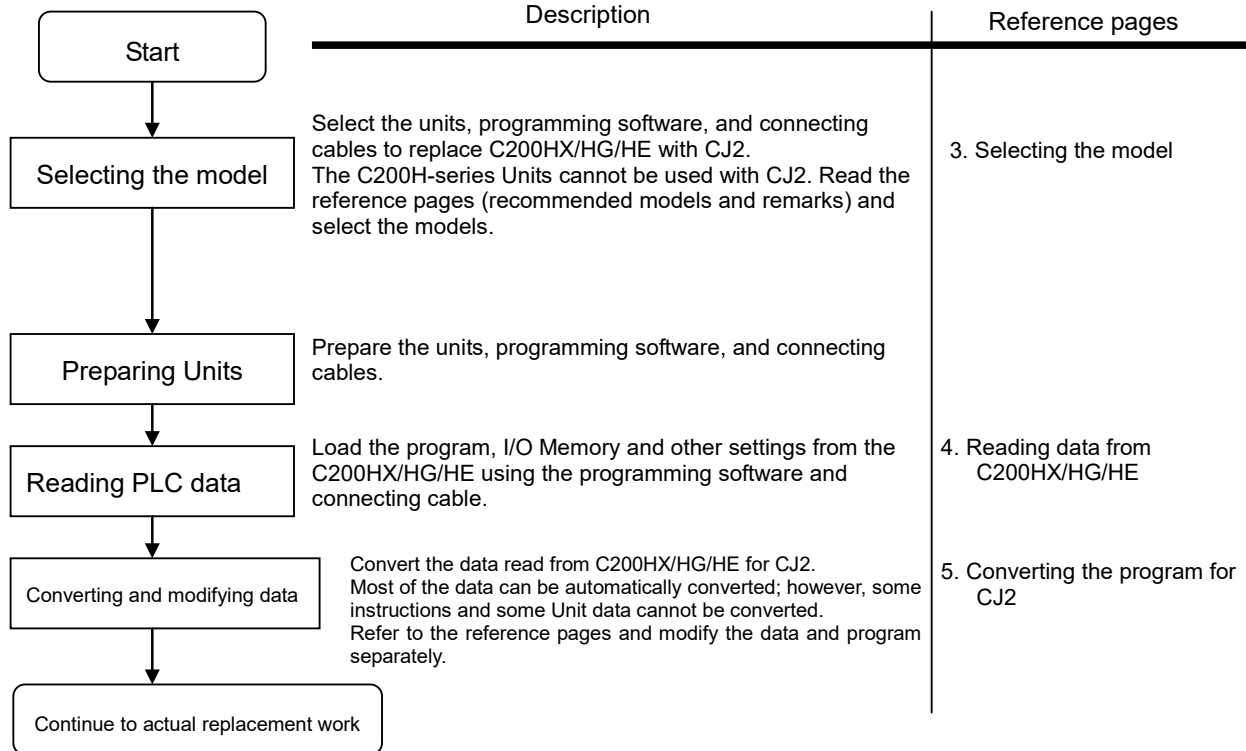 Description
Reference pages
Start
Selecting the model
Select the units, programming software, and connecting
cables to replace C200HX/HG/HE with CJ2.
The C200H-series Units cannot be used with CJ2. Read the
reference pages (recommended models and remarks) and
select the models.
3. Selecting the model
Preparing Units
Prepare the units, programming software, and connecting
cables.
Reading PLC data
Load the program, I/O Memory and other settings from the
C200HX/HG/HE using the programming software and
connecting cable.
4. Reading data from
C200HX/HG/HE
Converting and modifying data
Convert the data read from C200HX/HG/HE for CJ2.
Most of the data can be automatically converted; however, some
instructions and some Unit data cannot be converted.
Refer to the reference pages and modify the data and program
separately.
5. Converting the program for
CJ2
Continue to actual replacement work